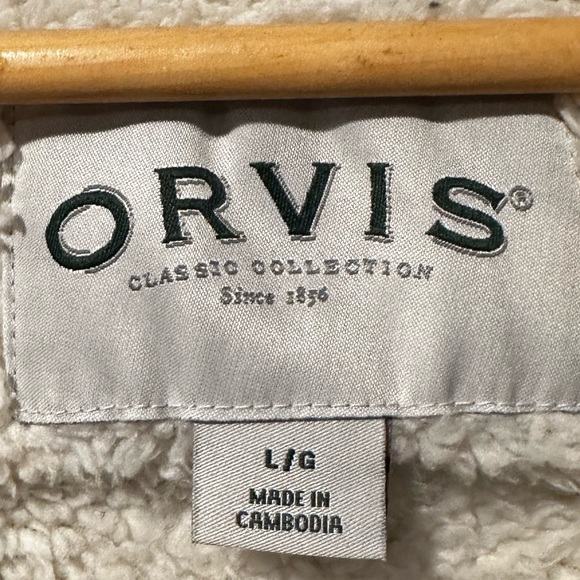 ORVIS®
CLASSIC COLLECTION
Since 1856
L/G
MADE IN
CAMBODIA